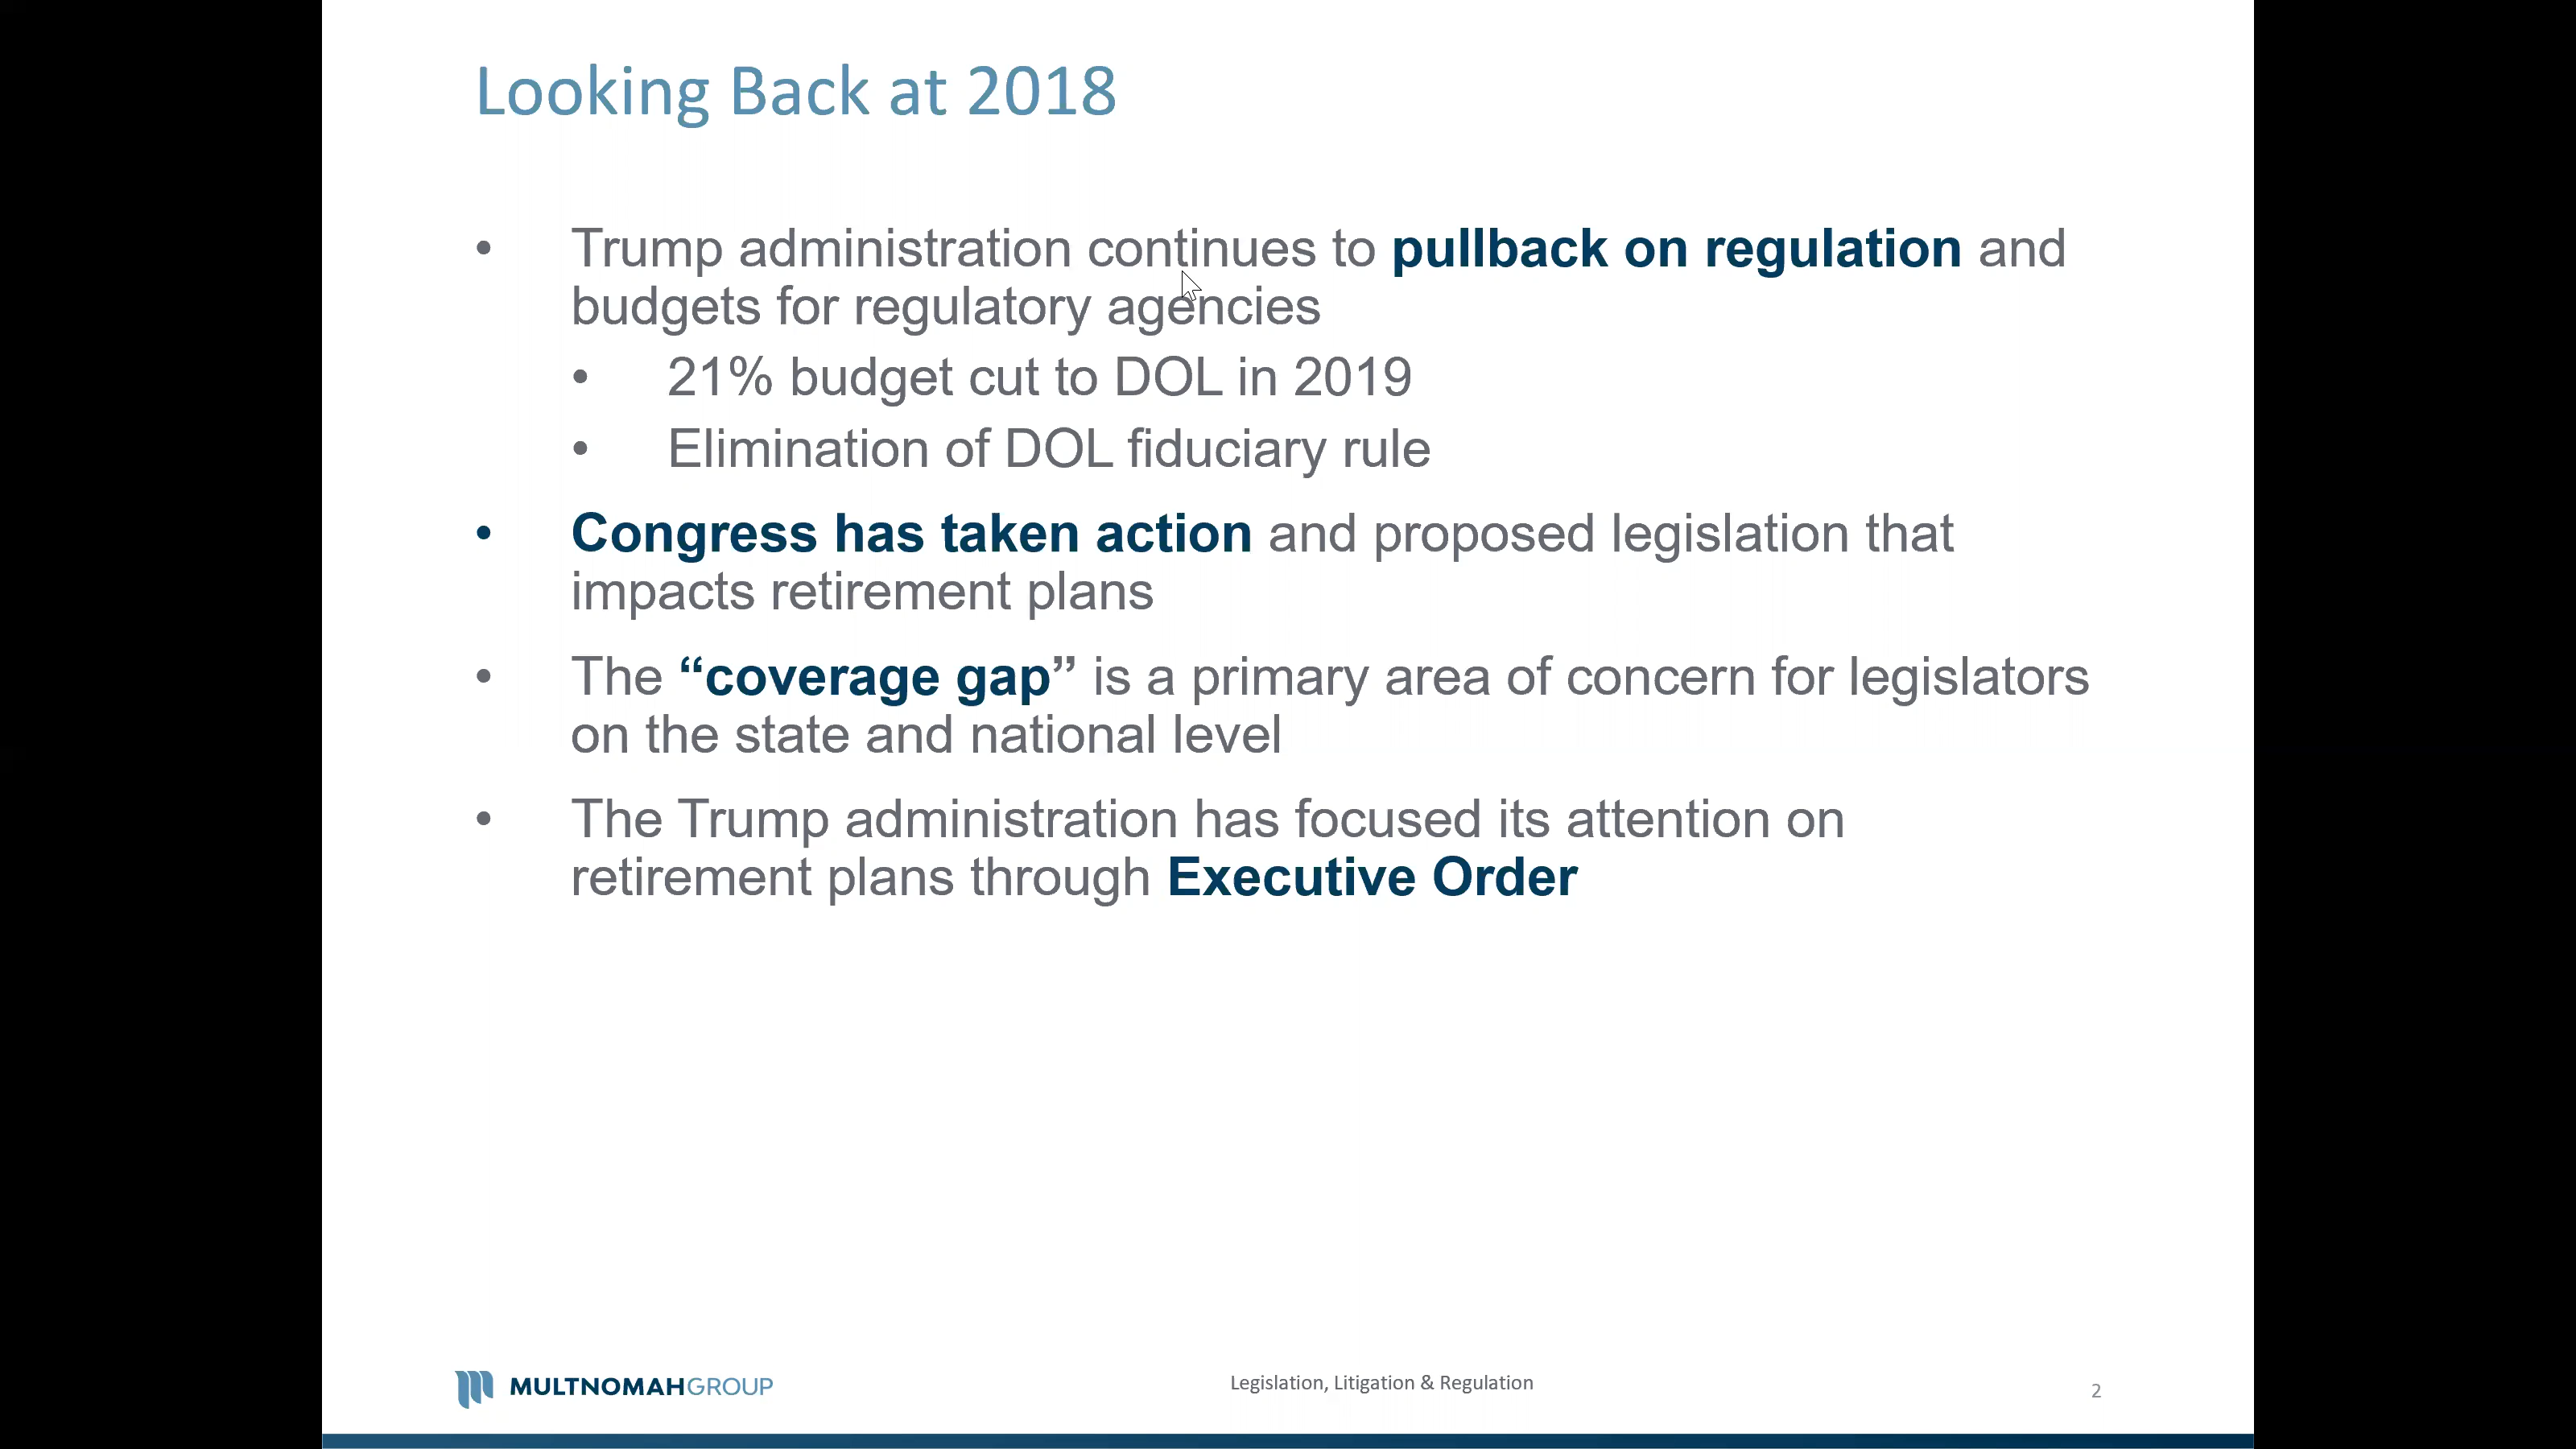 Looking Back at 2018
• Trump administration continues to pullback on regulation and
budgets for regulatory agencies
• 21% budget cut to DOL in 2019
• Elimination of DOL fiduciary rule
• Congress has taken action and proposed legislation that
impacts retirement plans
• The “coverage gap” is a primary area of concern for legislators
on the state and national level
• The Trump administration has focused its attention on
retirement plans through Executive Order
MULTNOMAHGROUP
Legislation, Litigation & Regulation
2